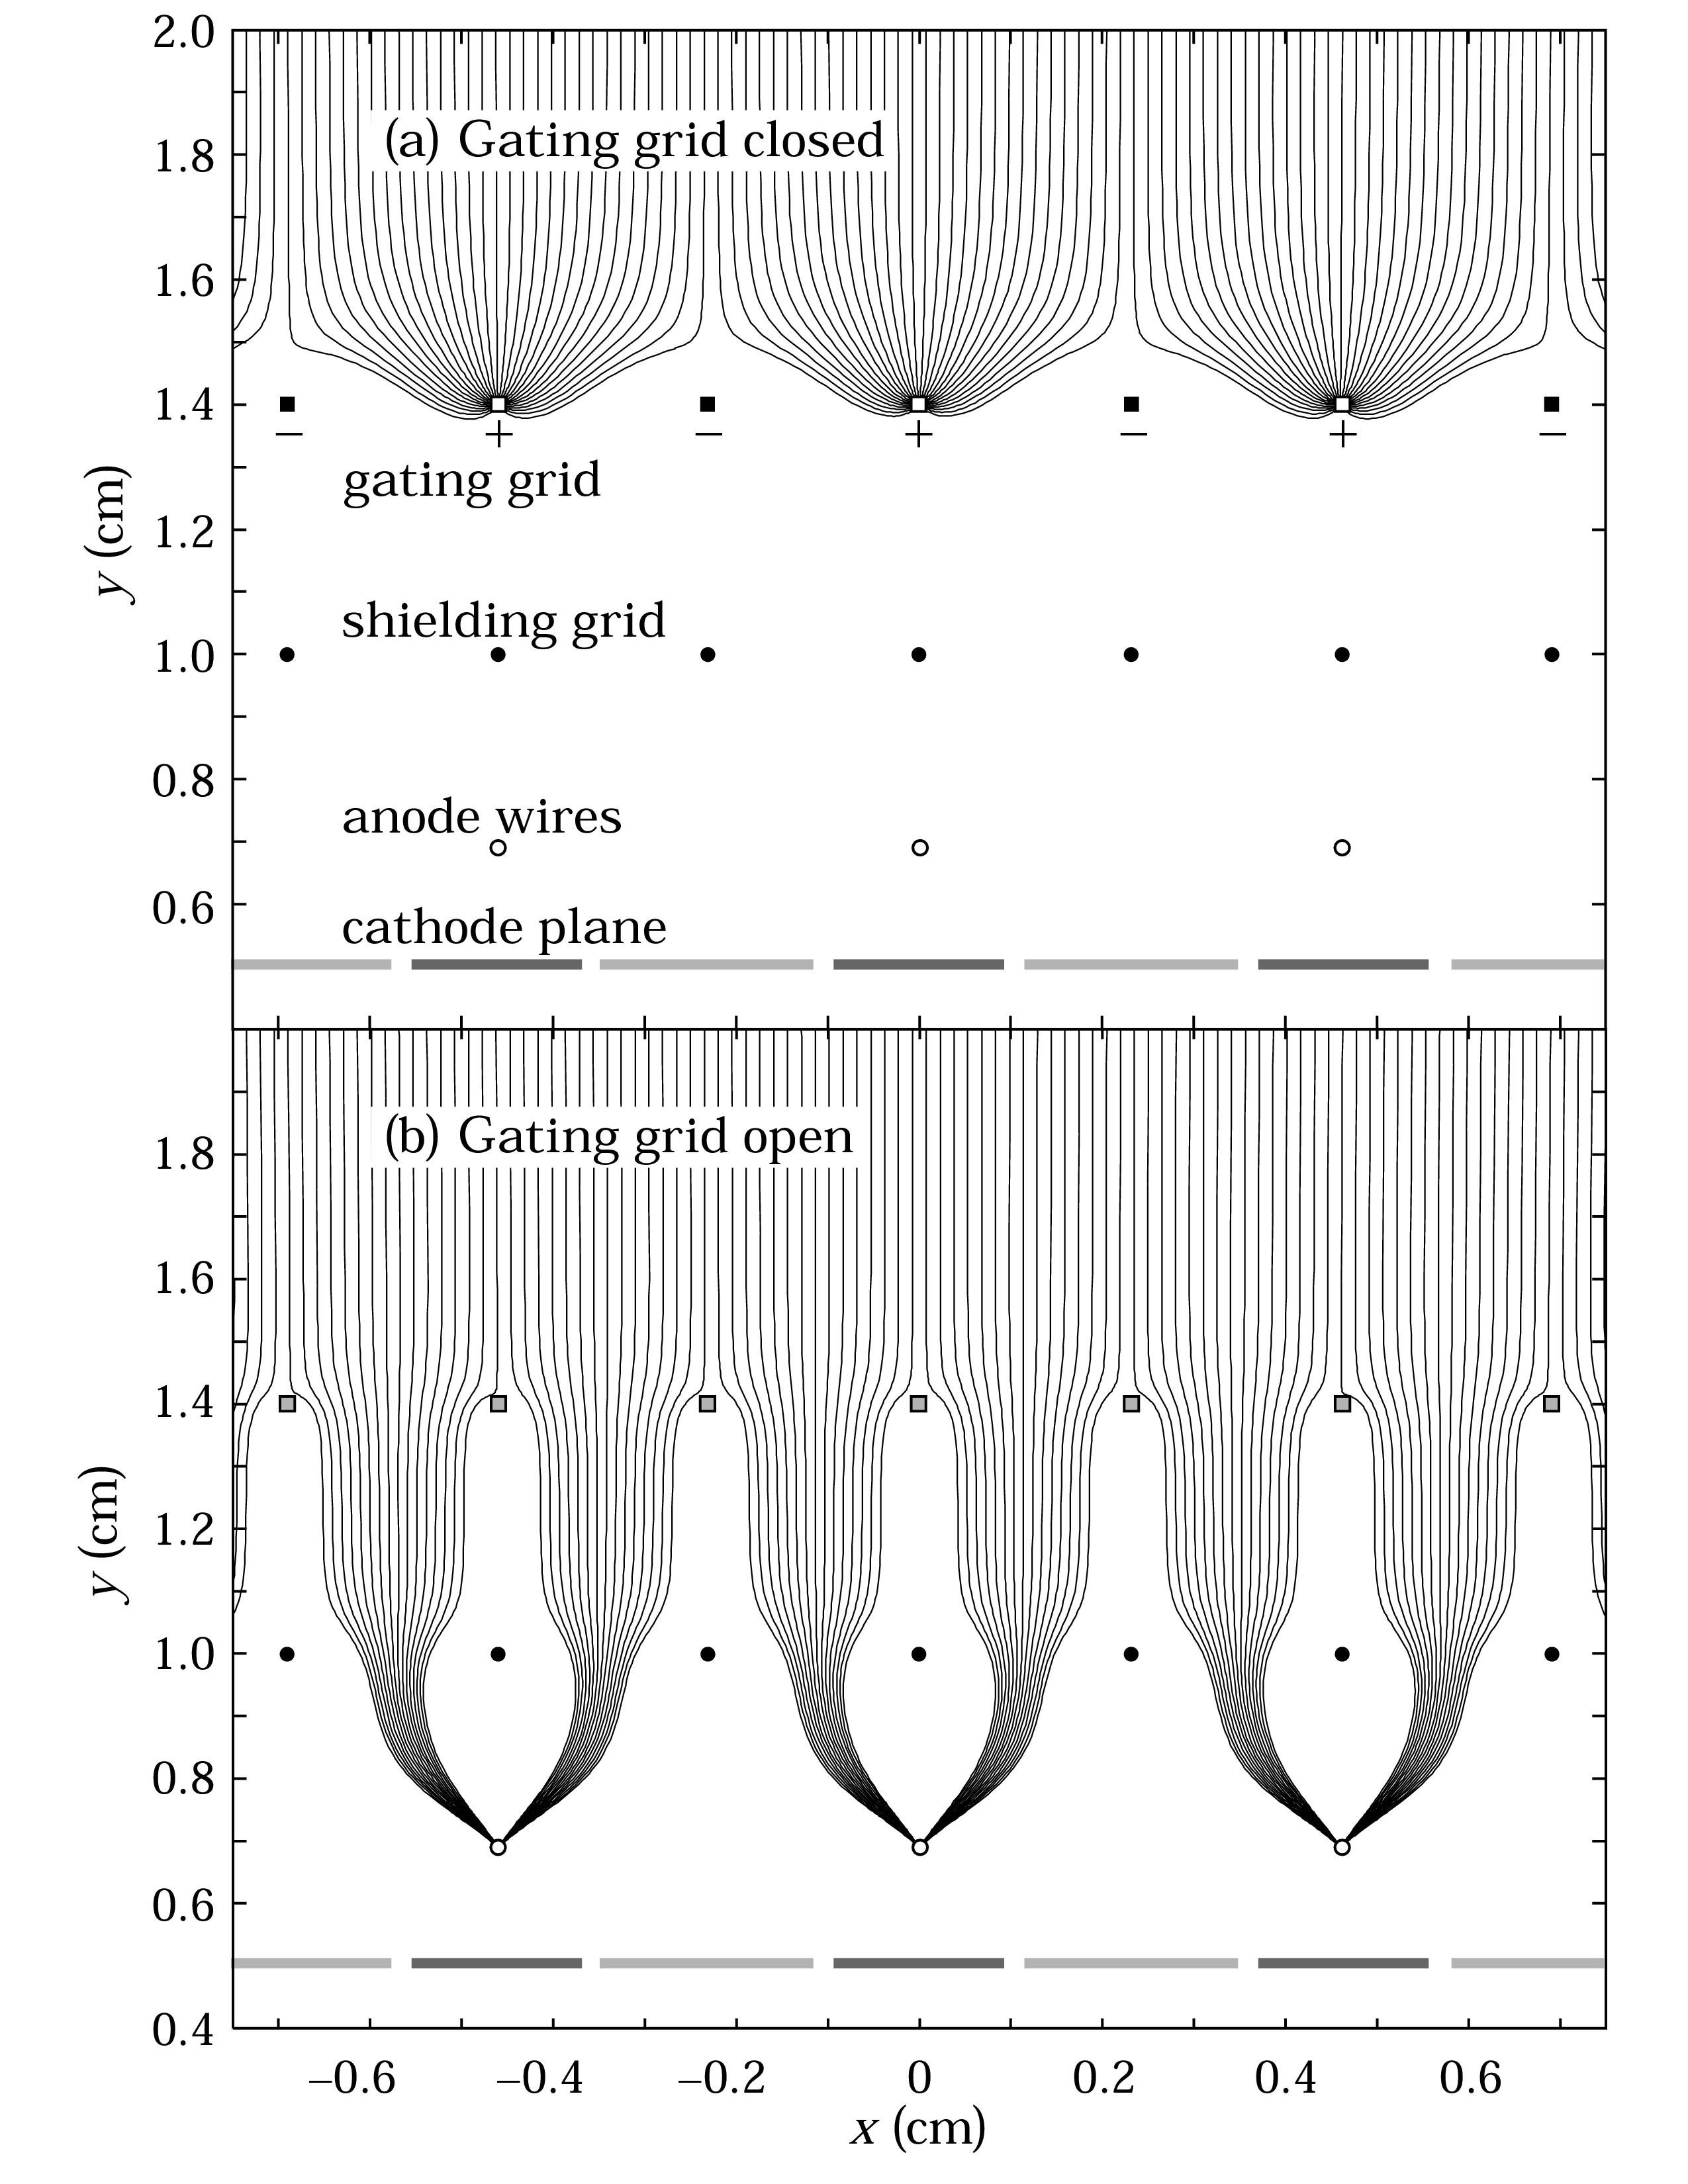 2.0
(a) Gating grid closed
1.8
1.6
1.4
− + − + − + −
gating grid
1.2
y (cm)
shielding grid
1.0
0.8
anode wires
0.6
cathode plane
(b) Gating grid open
1.8
1.6
1.4
1.2
y (cm)
1.0
0.8
0.6
0.4
−0.6 −0.4 −0.2 0 0.2 0.4 0.6
x (cm)